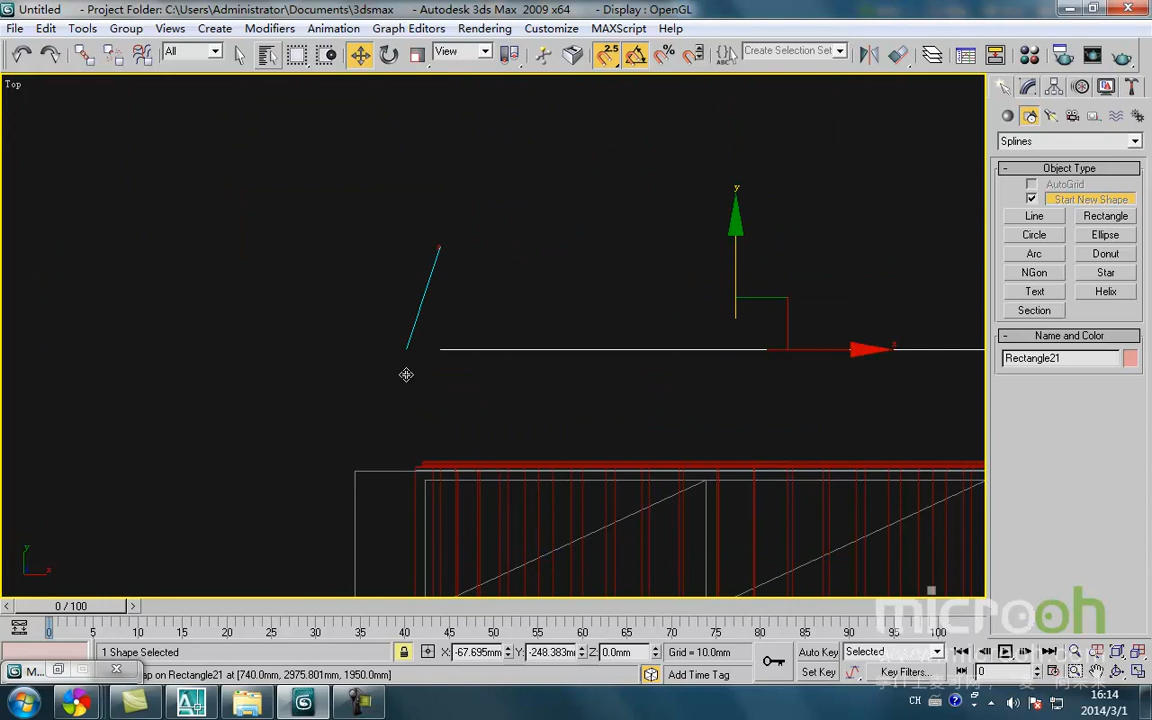 Untitled - Project Folder: C:\Users\Administrator\Documents\3dsmax - Autodesk 3ds Max 2009 x64 - Display : OpenGL
File Edit Tools Group Views Create Modifiers Animation Graph Editors Rendering Customize MAXScript Help
All View 2.5 ABC Create Selection Set
Top
y
x
Splines
- Object Type
AutoGrid
Start New Shape
Line Rectangle
Circle Ellipse
Arc Donut
NGon Star
Text Helix
Section
- Name and Color
Rectangle21
y
x
microoh
< 0 / 100 >
0 5 10 15 20 25 30 35 40 45 50 55 60 65 70 75 80 85 90 95 100
1 Shape Selected X: -67.695mm Y: -248.383m Z: 0.0mm Grid = 10.0mm Auto Key Selected
M... ap on Rectangle21 at [740.0mm, 2975.801mm, 1950.0mm] Add Time Tag Set Key Key Filters... 0
CH 16:14
2014/3/1